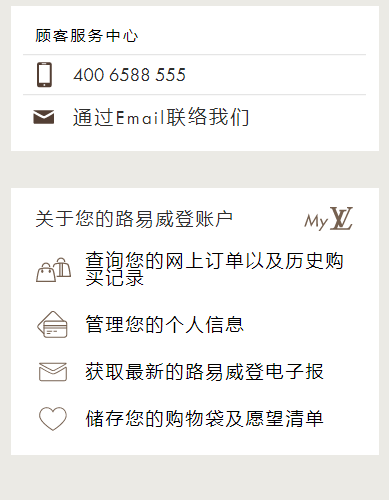 顾客服务中心
400 6588 555
通过Email联络我们
关于您的路易威登账户
My LV
查询您的网上订单以及历史购
买记录
管理您的个人信息
获取最新的路易威登电子报
储存您的购物袋及愿望清单